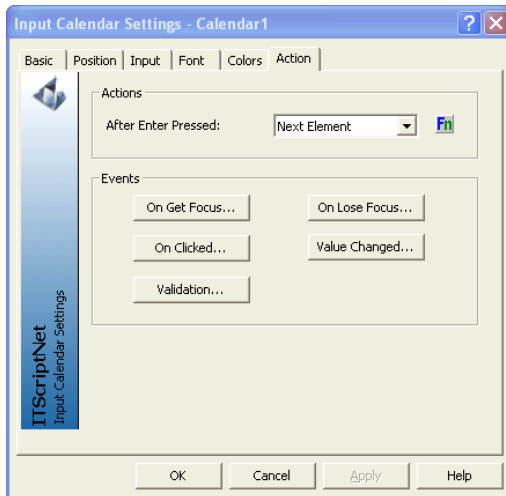 Input Calendar Settings - Calendar1
Basic Position Input Font Colors Action
Actions
After Enter Pressed: Next Element Fn
Events
On Get Focus... On Lose Focus...
On Clicked... Value Changed...
Validation...
ITScriptNet
Input Calendar Settings
OK Cancel Apply Help